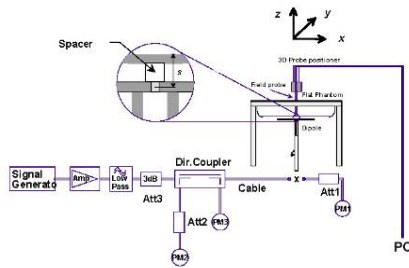 z
y
x
Spacer
s
3D Probe positioner
Field probe
Flat Phantom
Dipole
Signal
Generato
Amp
Low
Pass
3dB
Att3
Dir.Coupler
Cable
x
Att1
Att2
PM3
PM1
PM2
PC